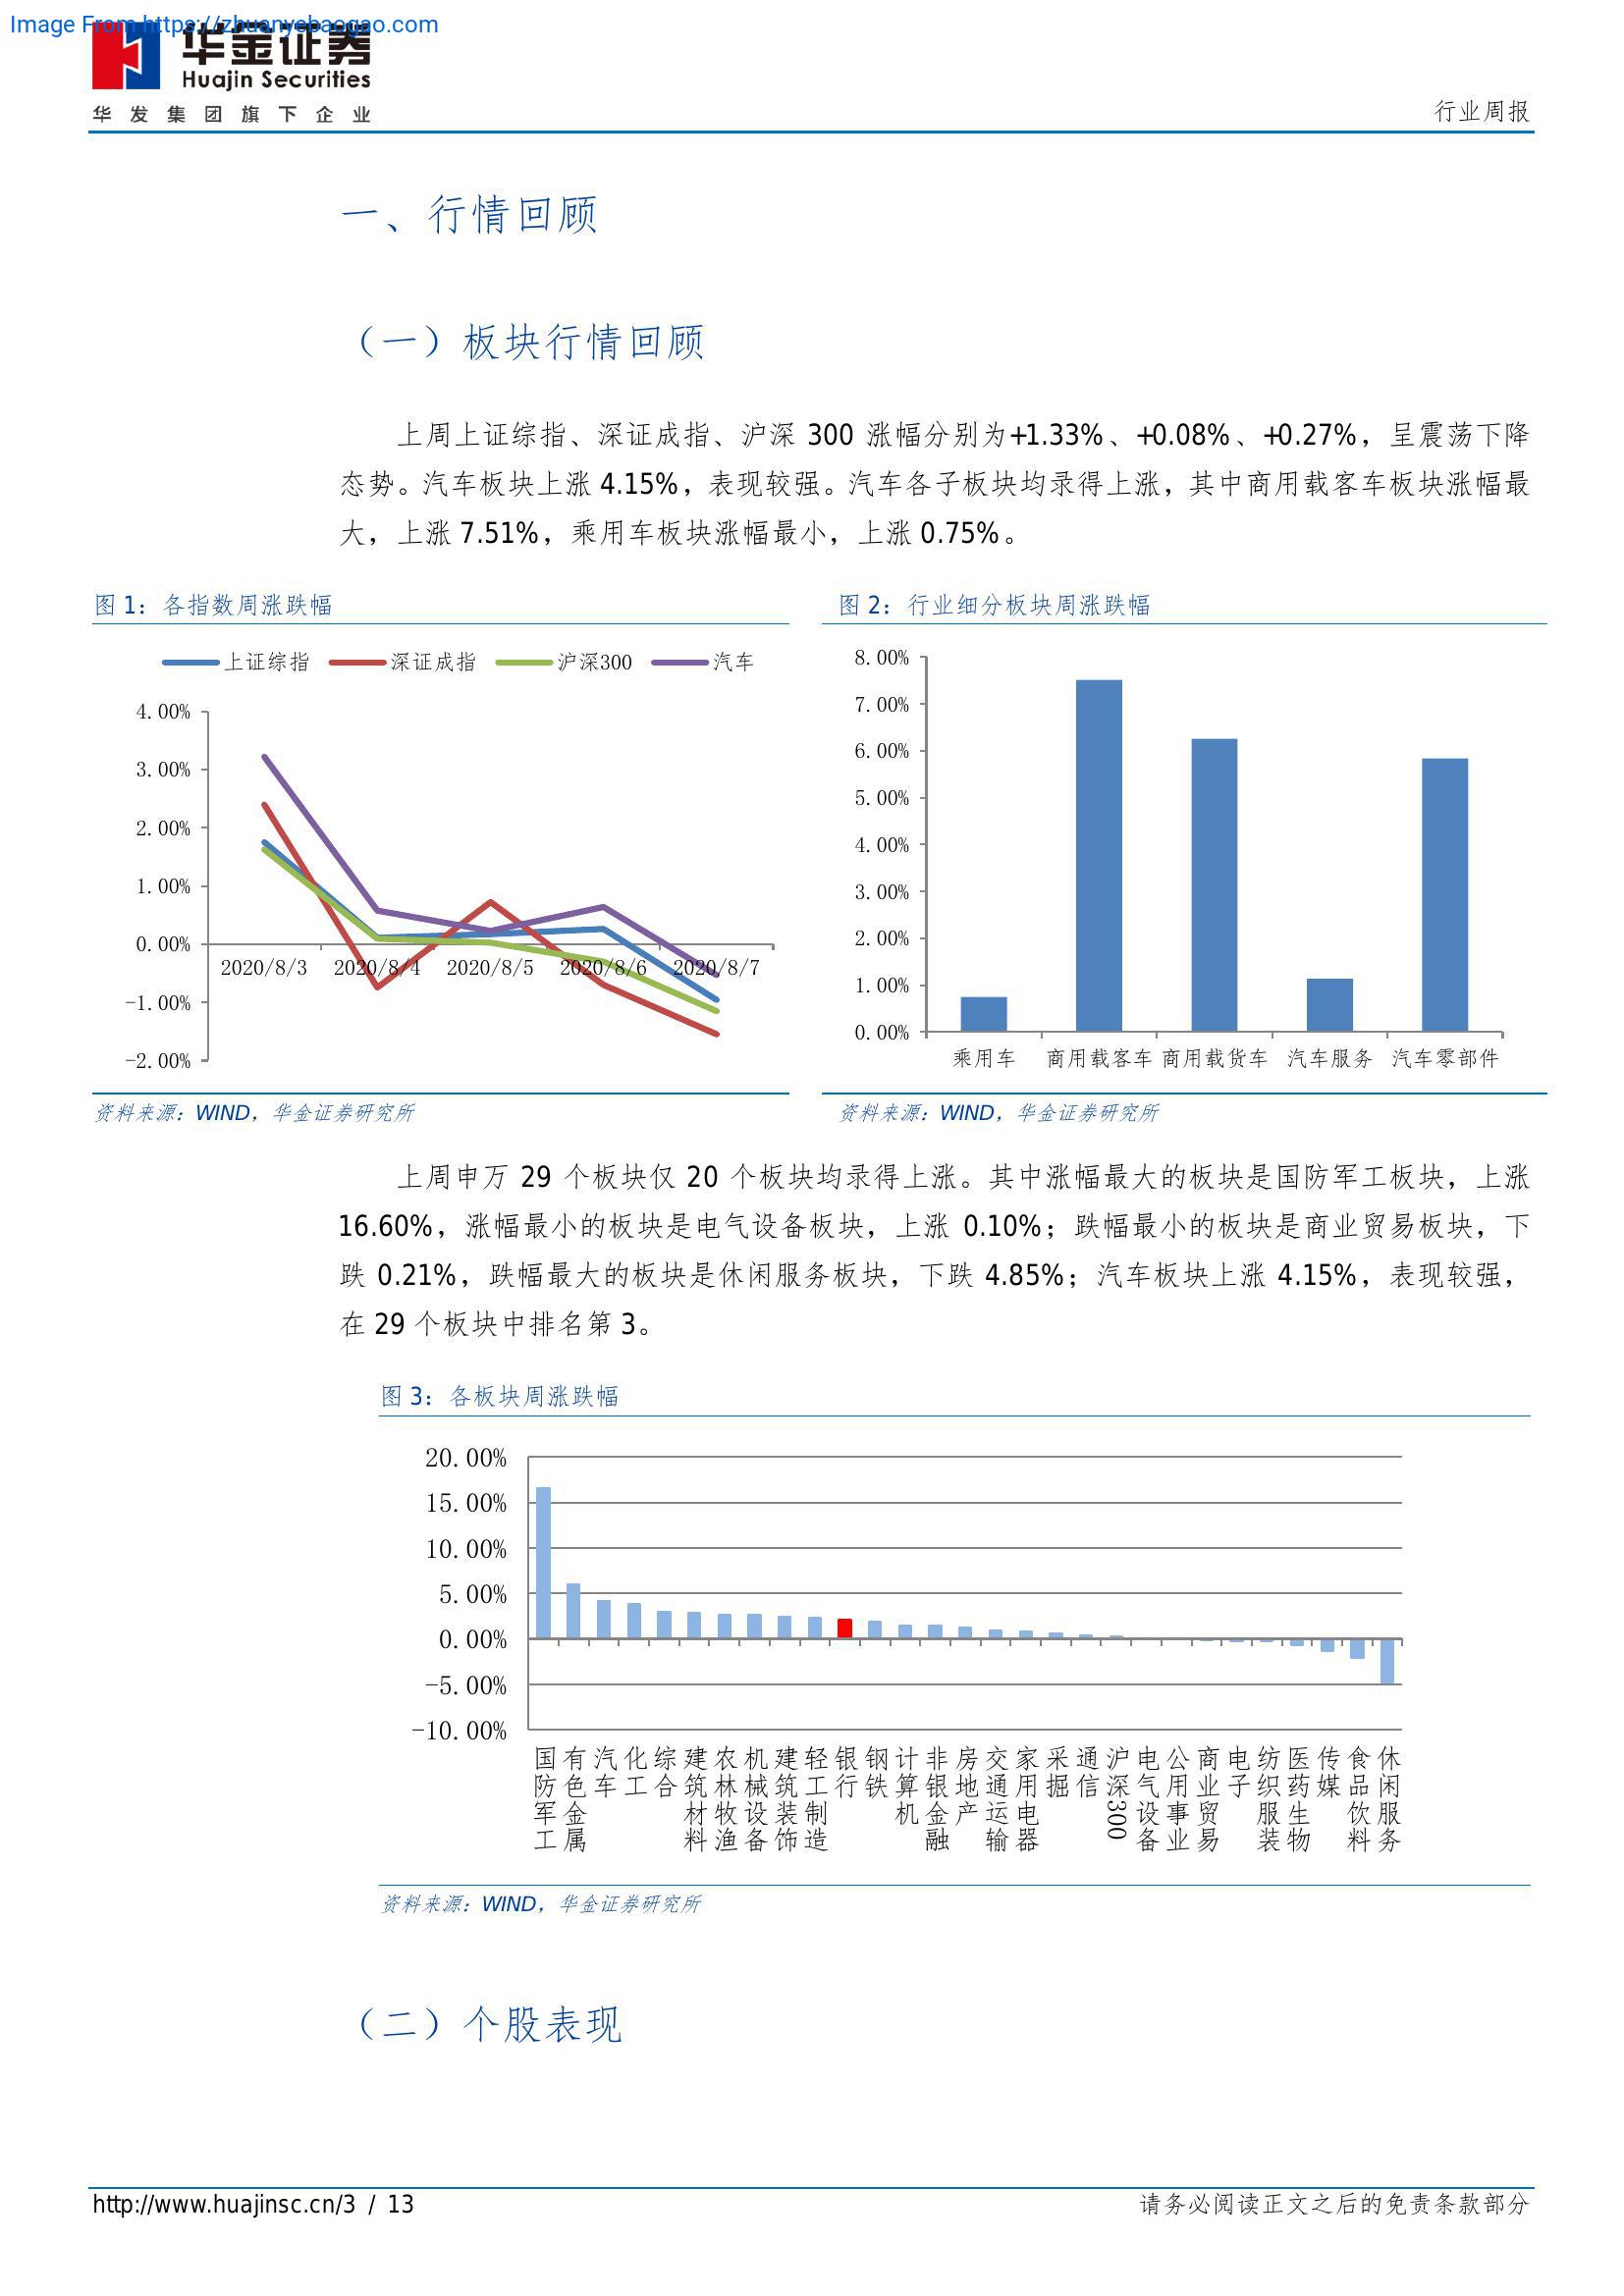 Image From https://zhuanyebaogao.com
华金证券
Huajin Securities
华发集团旗下企业
行业周报
一、行情回顾
（一）板块行情回顾
上周上证综指、深证成指、沪深 300 涨幅分别为+1.33%、+0.08%、+0.27%，呈震荡下降
态势。汽车板块上涨 4.15%，表现较强。汽车各子板块均录得上涨，其中商用载客车板块涨幅最
大，上涨 7.51%，乘用车板块涨幅最小，上涨 0.75%。
图 1：各指数周涨跌幅
上证综指 深证成指 沪深300 汽车
4.00%
3.00%
2.00%
1.00%
0.00%
-1.00%
-2.00%
2020/8/3 2020/8/4 2020/8/5 2020/8/6 2020/8/7
资料来源：WIND，华金证券研究所
图 2：行业细分板块周涨跌幅
8.00%
7.00%
6.00%
5.00%
4.00%
3.00%
2.00%
1.00%
0.00%
乘用车 商用载客车 商用载货车 汽车服务 汽车零部件
资料来源：WIND，华金证券研究所
上周申万 29 个板块仅 20 个板块均录得上涨。其中涨幅最大的板块是国防军工板块，上涨
16.60%，涨幅最小的板块是电气设备板块，上涨 0.10%；跌幅最小的板块是商业贸易板块，下
跌 0.21%，跌幅最大的板块是休闲服务板块，下跌 4.85%；汽车板块上涨 4.15%，表现较强，
在 29 个板块中排名第 3。
图 3：各板块周涨跌幅
20.00%
15.00%
10.00%
5.00%
0.00%
-5.00%
-10.00%
国防军工
有色金属
汽车
化工
综合
建筑材料
农林牧渔
机械设备
建筑装饰
轻工制造
银行
钢铁
计算机
非银金融
房地产
交通运输
家用电器
采掘
通信
沪深300
电气设备
公用事业
商业贸易
电子
纺织服装
医药生物
传媒
食品饮料
休闲服务
资料来源：WIND，华金证券研究所
（二）个股表现
http://www.huajinsc.cn/3 / 13
请务必阅读正文之后的免责条款部分